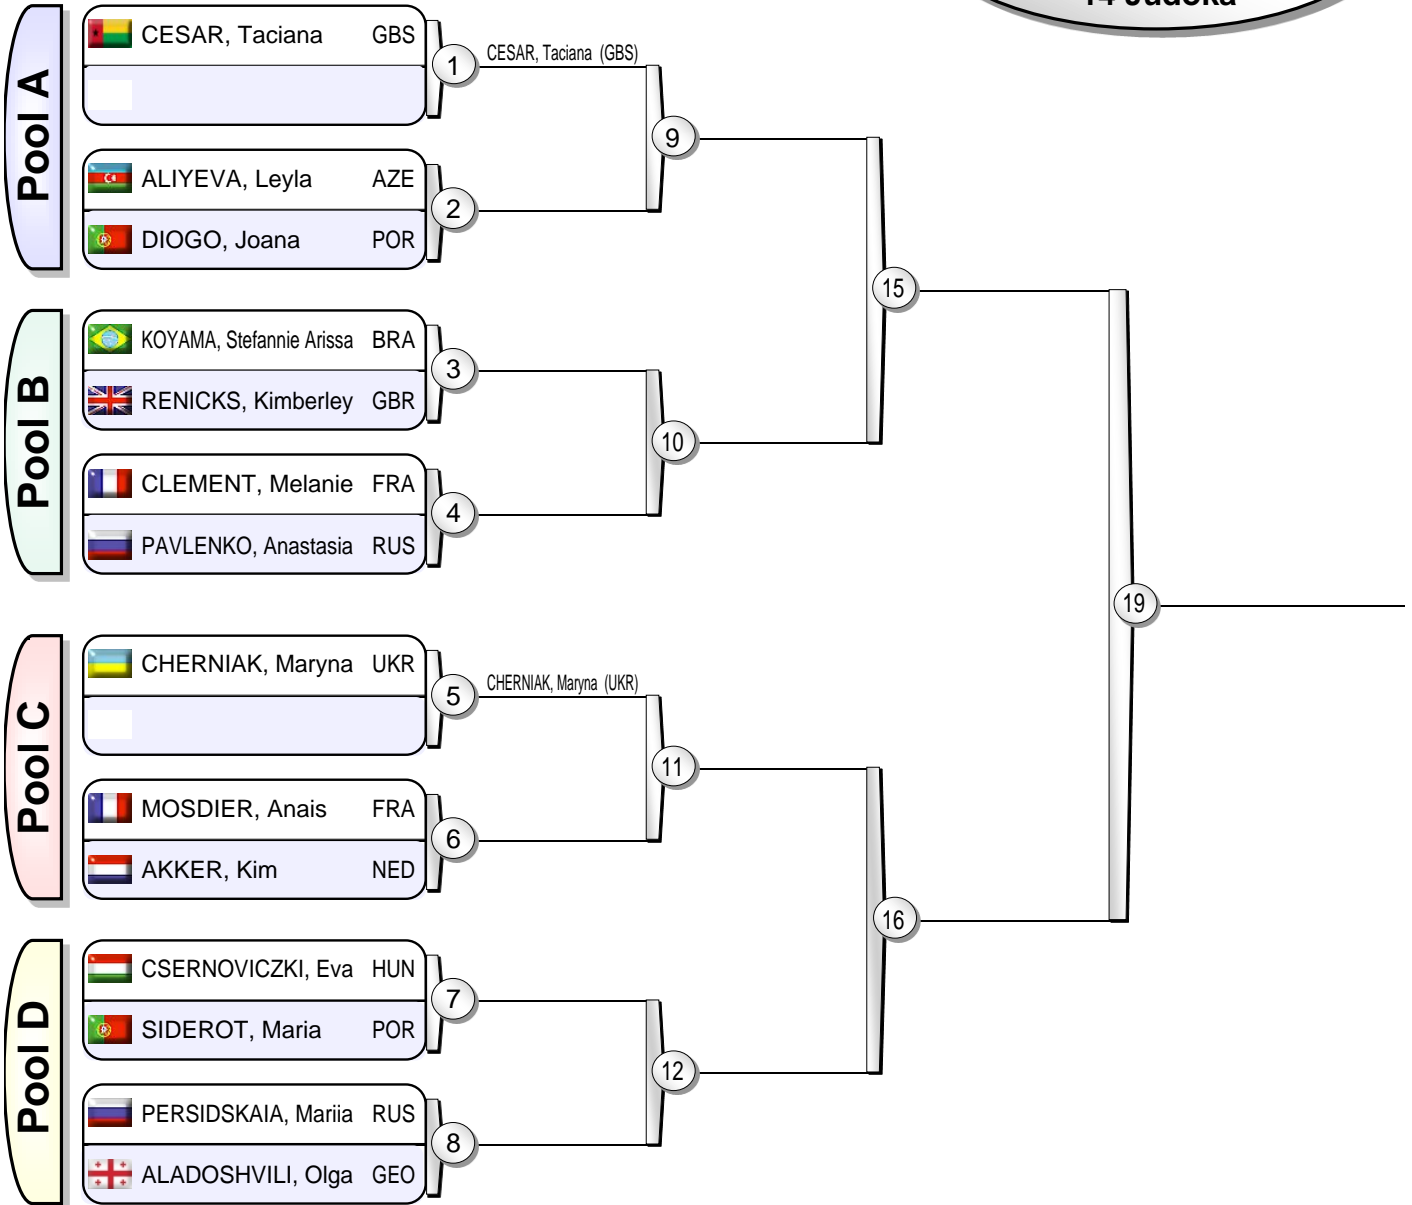 14 Judoka
Pool A
CESAR, Taciana GBS
1
CESAR, Taciana (GBS)
ALIYEVA, Leyla AZE
DIOGO, Joana POR
2
9
Pool B
KOYAMA, Stefannie Arissa BRA
RENICKS, Kimberley GBR
3
CLEMENT, Melanie FRA
PAVLENKO, Anastasia RUS
4
10
15
Pool C
CHERNIAK, Maryna UKR
5
CHERNIAK, Maryna (UKR)
MOSDIER, Anais FRA
AKKER, Kim NED
6
11
Pool D
CSERNOVICZKI, Eva HUN
SIDEROT, Maria POR
7
PERSIDSKAIA, Mariia RUS
ALADOSHVILI, Olga GEO
8
12
16
19